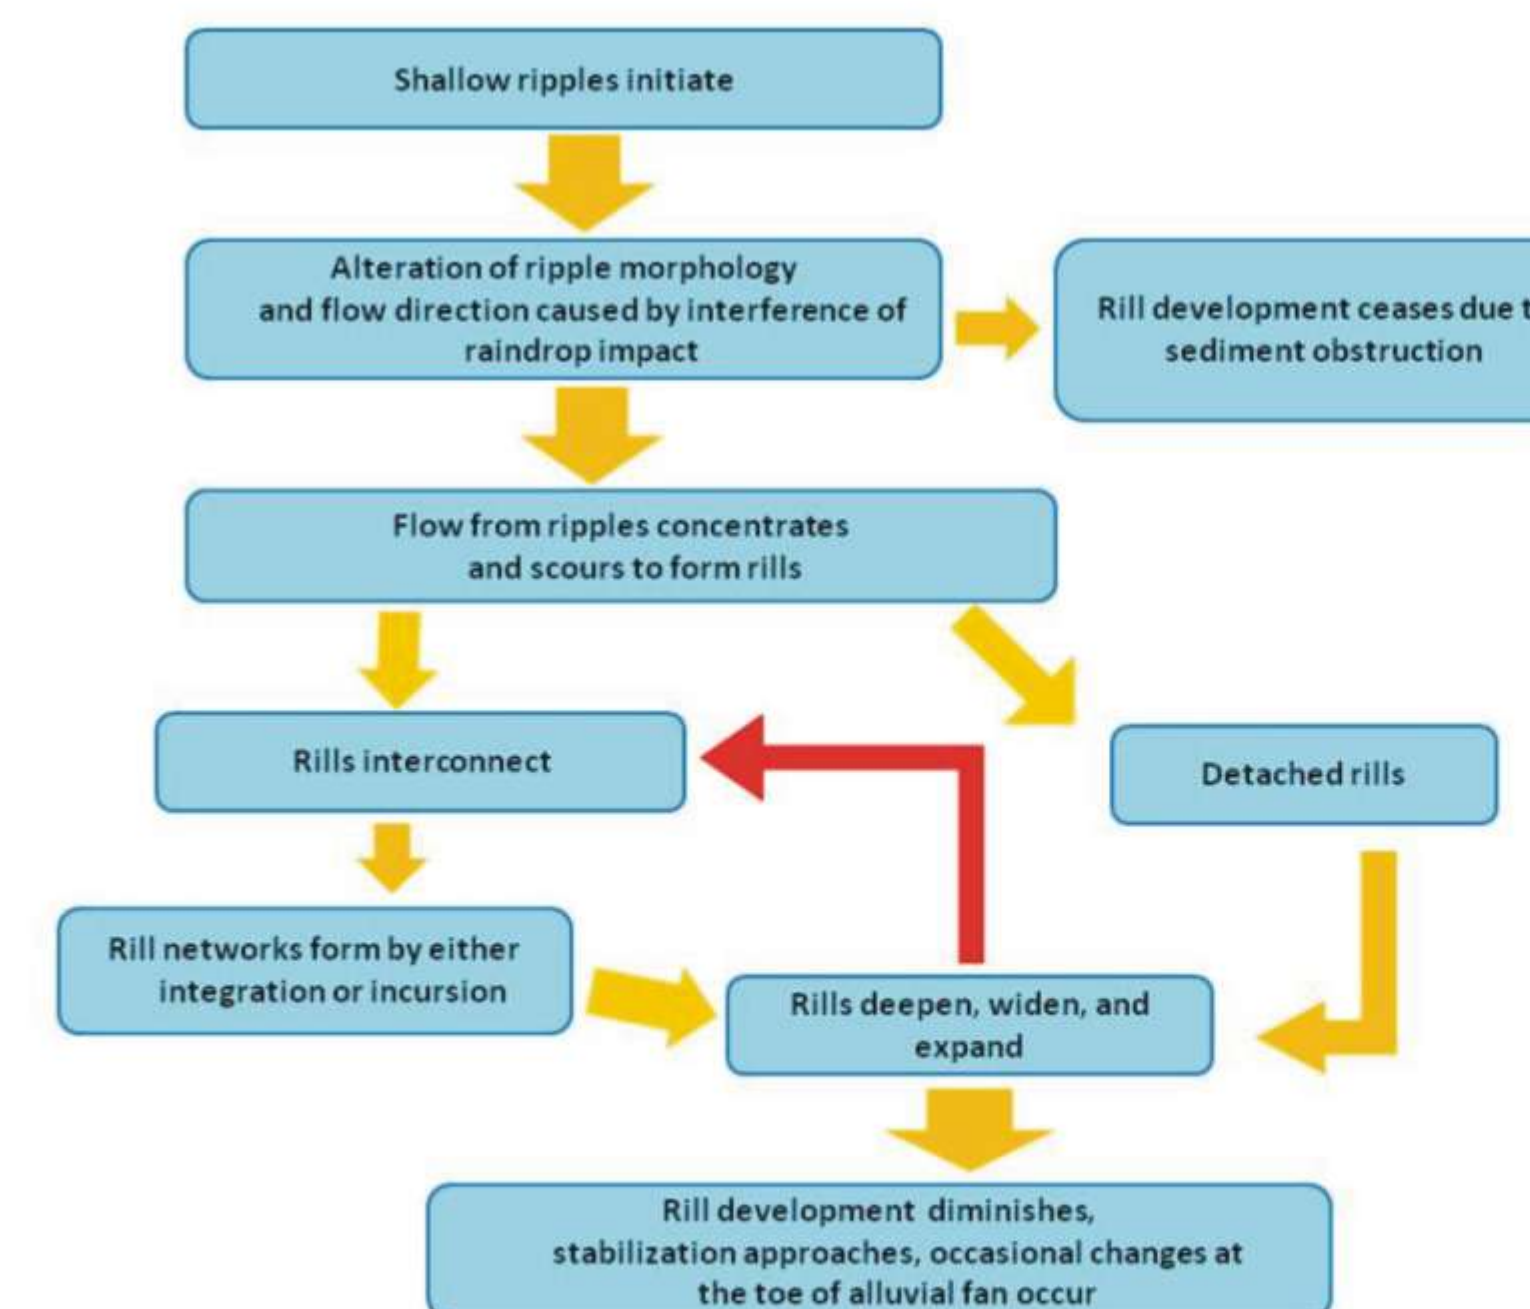 Shallow ripples initiate
Alteration of ripple morphology
and flow direction caused by interference of
raindrop impact
Rill development ceases due
sediment obstruction
Flow from ripples concentrates
and scours to form rills
Rills interconnect
Detached rills
Rill networks form by either
integration or incursion
Rills deepen, widen, and
expand
Rill development diminishes,
stabilization approaches, occasional changes at
the toe of alluvial fan occur